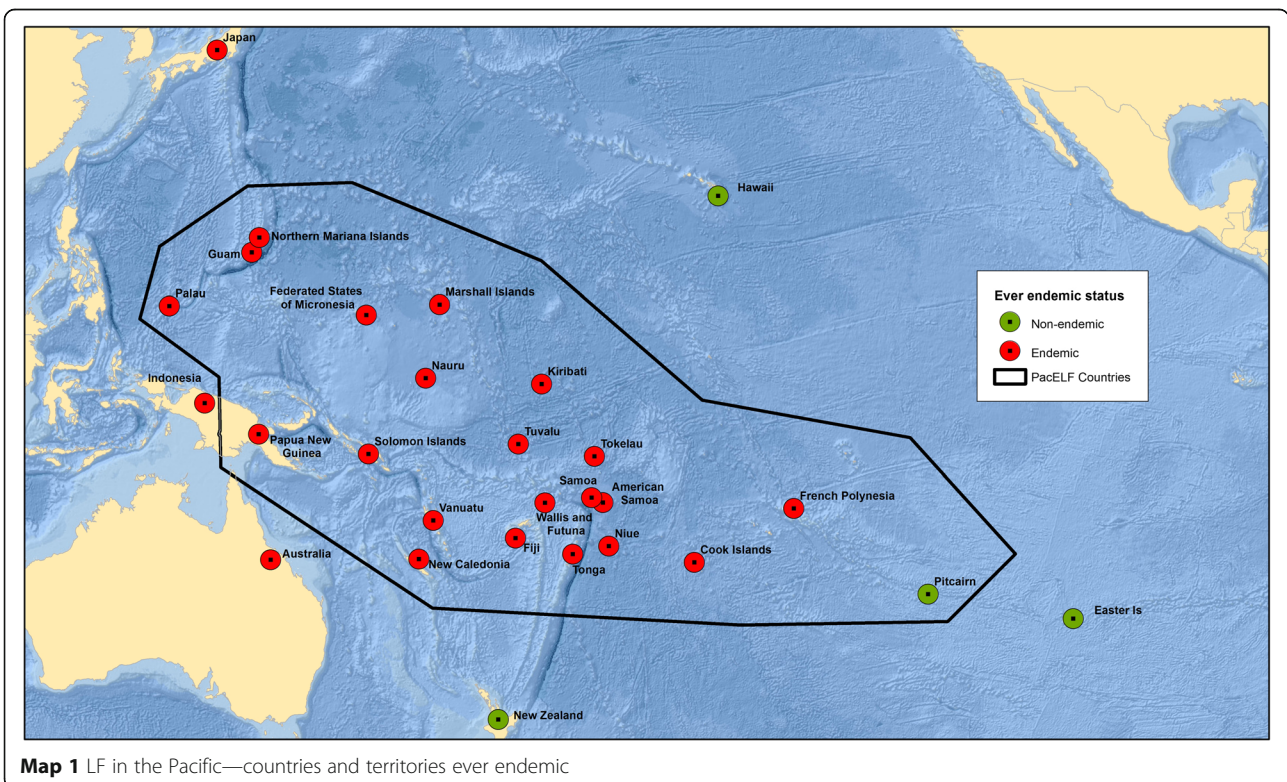 Japan
Hawaii
Northern Mariana Islands
Guam
Palau
Federated States
of Micronesia
Marshall Islands
Ever endemic status
Non-endemic
Endemic
PacELF Countries
Indonesia
Nauru
Kiribati
Papua New
Guinea
Solomon Islands
Tuvalu
Tokelau
Samoa
American
Samoa
French Polynesia
Vanuatu
Wallis and
Futuna
Niue
Fiji
Australia
New Caledonia
Tonga
Cook Islands
Pitcairn
Easter Is
New Zealand
Map 1 LF in the Pacific—countries and territories ever endemic